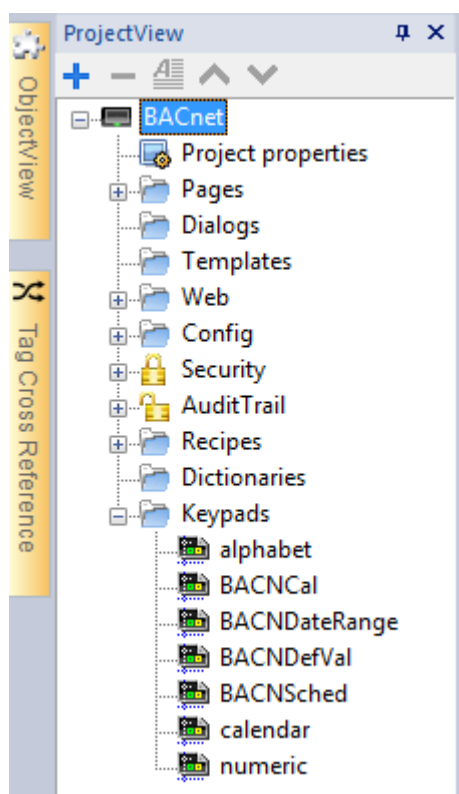 ProjectView
ObjectView
Tag Cross Reference
BACnet
Project properties
Pages
Dialogs
Templates
Web
Config
Security
AuditTrail
Recipes
Dictionaries
Keypads
alphabet
BACNCal
BACNDateRange
BACNDefVal
BACNSched
calendar
numeric